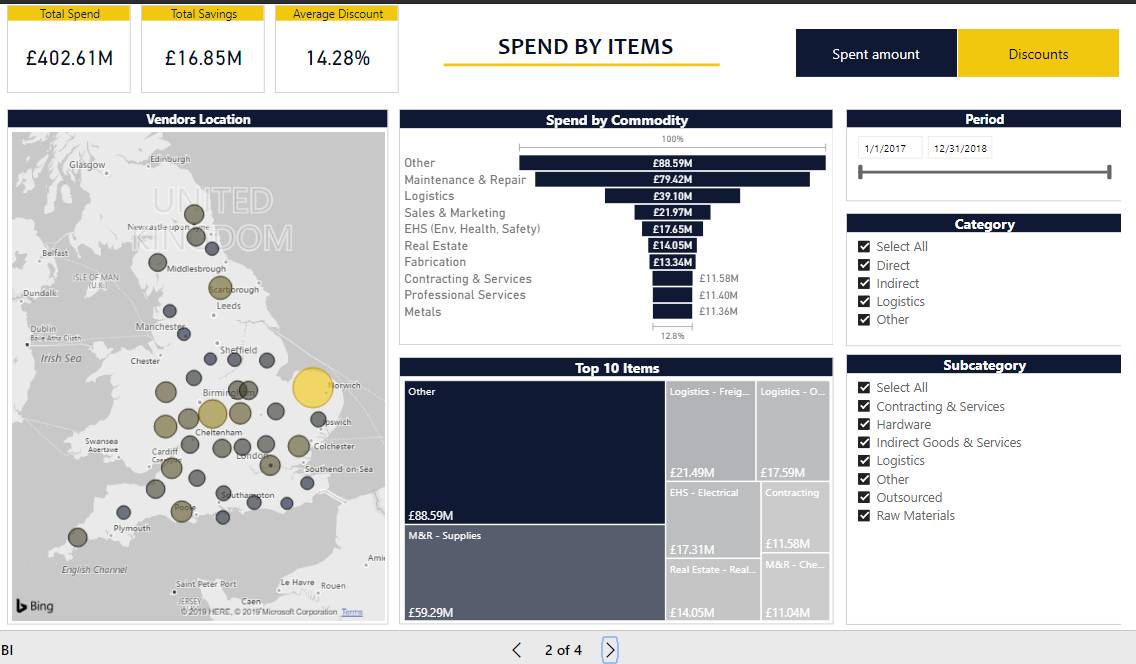 Total Spend
£402.61M
Total Savings
£16.85M
Average Discount
14.28%
SPEND BY ITEMS
Spent amount
Discounts
Vendors Location
Glasgow
Edinburgh
UNITED
KINGDOM
Newcastle upon Tyne
Belfast
Middlesbrough
ISLE OF MAN
(U.K.)
Scarborough
Dundalk
Leeds
Dublin
Baile Átha Cliath
Manchester
Irish Sea
Chester
Sheffield
Norwich
Birmingham
Ipswich
Cheltenham
Swansea
Abertawe
Colchester
Cardiff
London
Southend-on-Sea
Southampton
Poole
Plymouth
English Channel
Saint Peter Port
Le Havre
Rouen
JERSEY
Caen
Bing
© 2019 HERE, © 2019 Microsoft Corporation Terms
Spend by Commodity
100%
Other £88.59M
Maintenance & Repair £79.42M
Logistics £39.10M
Sales & Marketing £21.97M
EHS (Env, Health, Safety) £17.65M
Real Estate £14.05M
Fabrication £13.34M
Contracting & Services £11.58M
Professional Services £11.40M
Metals £11.36M
12.8%
Top 10 Items
Other
£88.59M
M&R - Supplies
£59.29M
Logistics - Freig...
£21.49M
Logistics - O...
£17.59M
EHS - Electrical
£17.31M
Contracting
£11.58M
Real Estate - Real...
£14.05M
M&R - Che...
£11.04M
Period
1/1/2017
12/31/2018
Category
Select All
Direct
Indirect
Logistics
Other
Subcategory
Select All
Contracting & Services
Hardware
Indirect Goods & Services
Logistics
Other
Outsourced
Raw Materials
BI
2 of 4